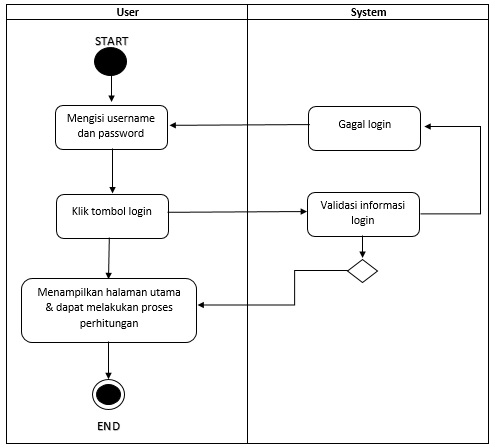 User
System
START
Mengisi username
dan password
Gagal login
Klik tombol login
Validasi informasi
login
Menampilkan halaman utama
& dapat melakukan proses
perhitungan
END